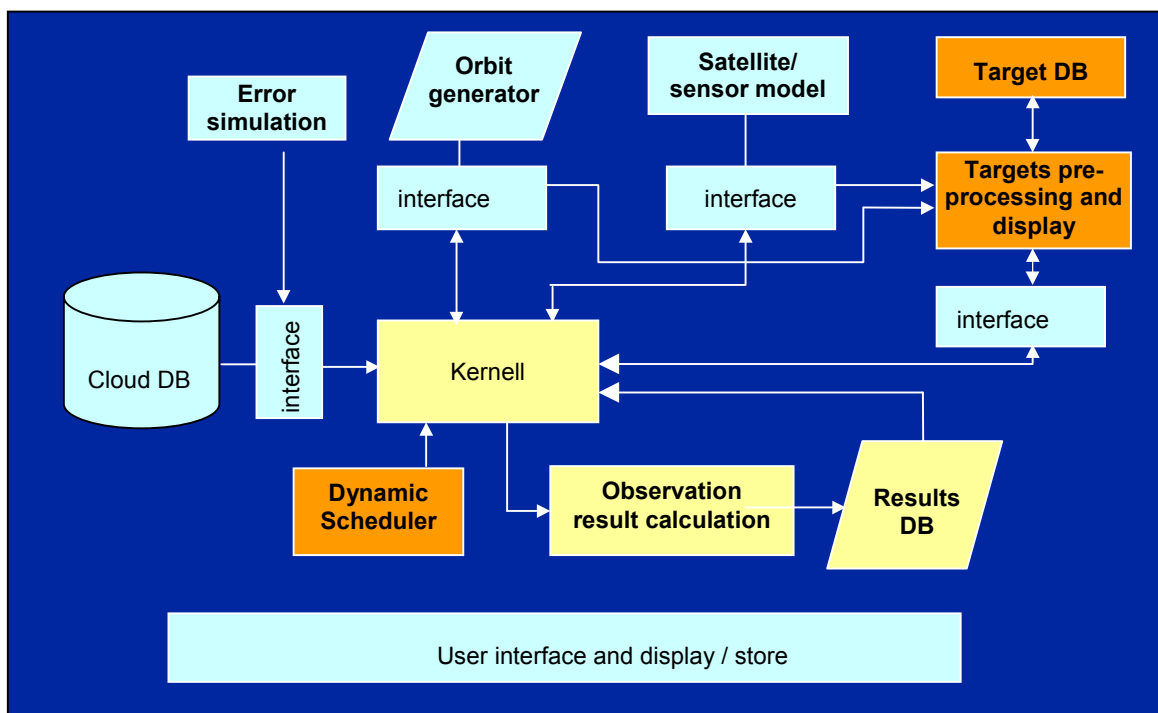 Orbit
generator
Satellite/
sensor model
Target DB
Error
simulation
Targets pre-
processing and
display
interface
interface
interface
interface
Cloud DB
Kernell
Dynamic
Scheduler
Observation
result calculation
Results
DB
User interface and display / store